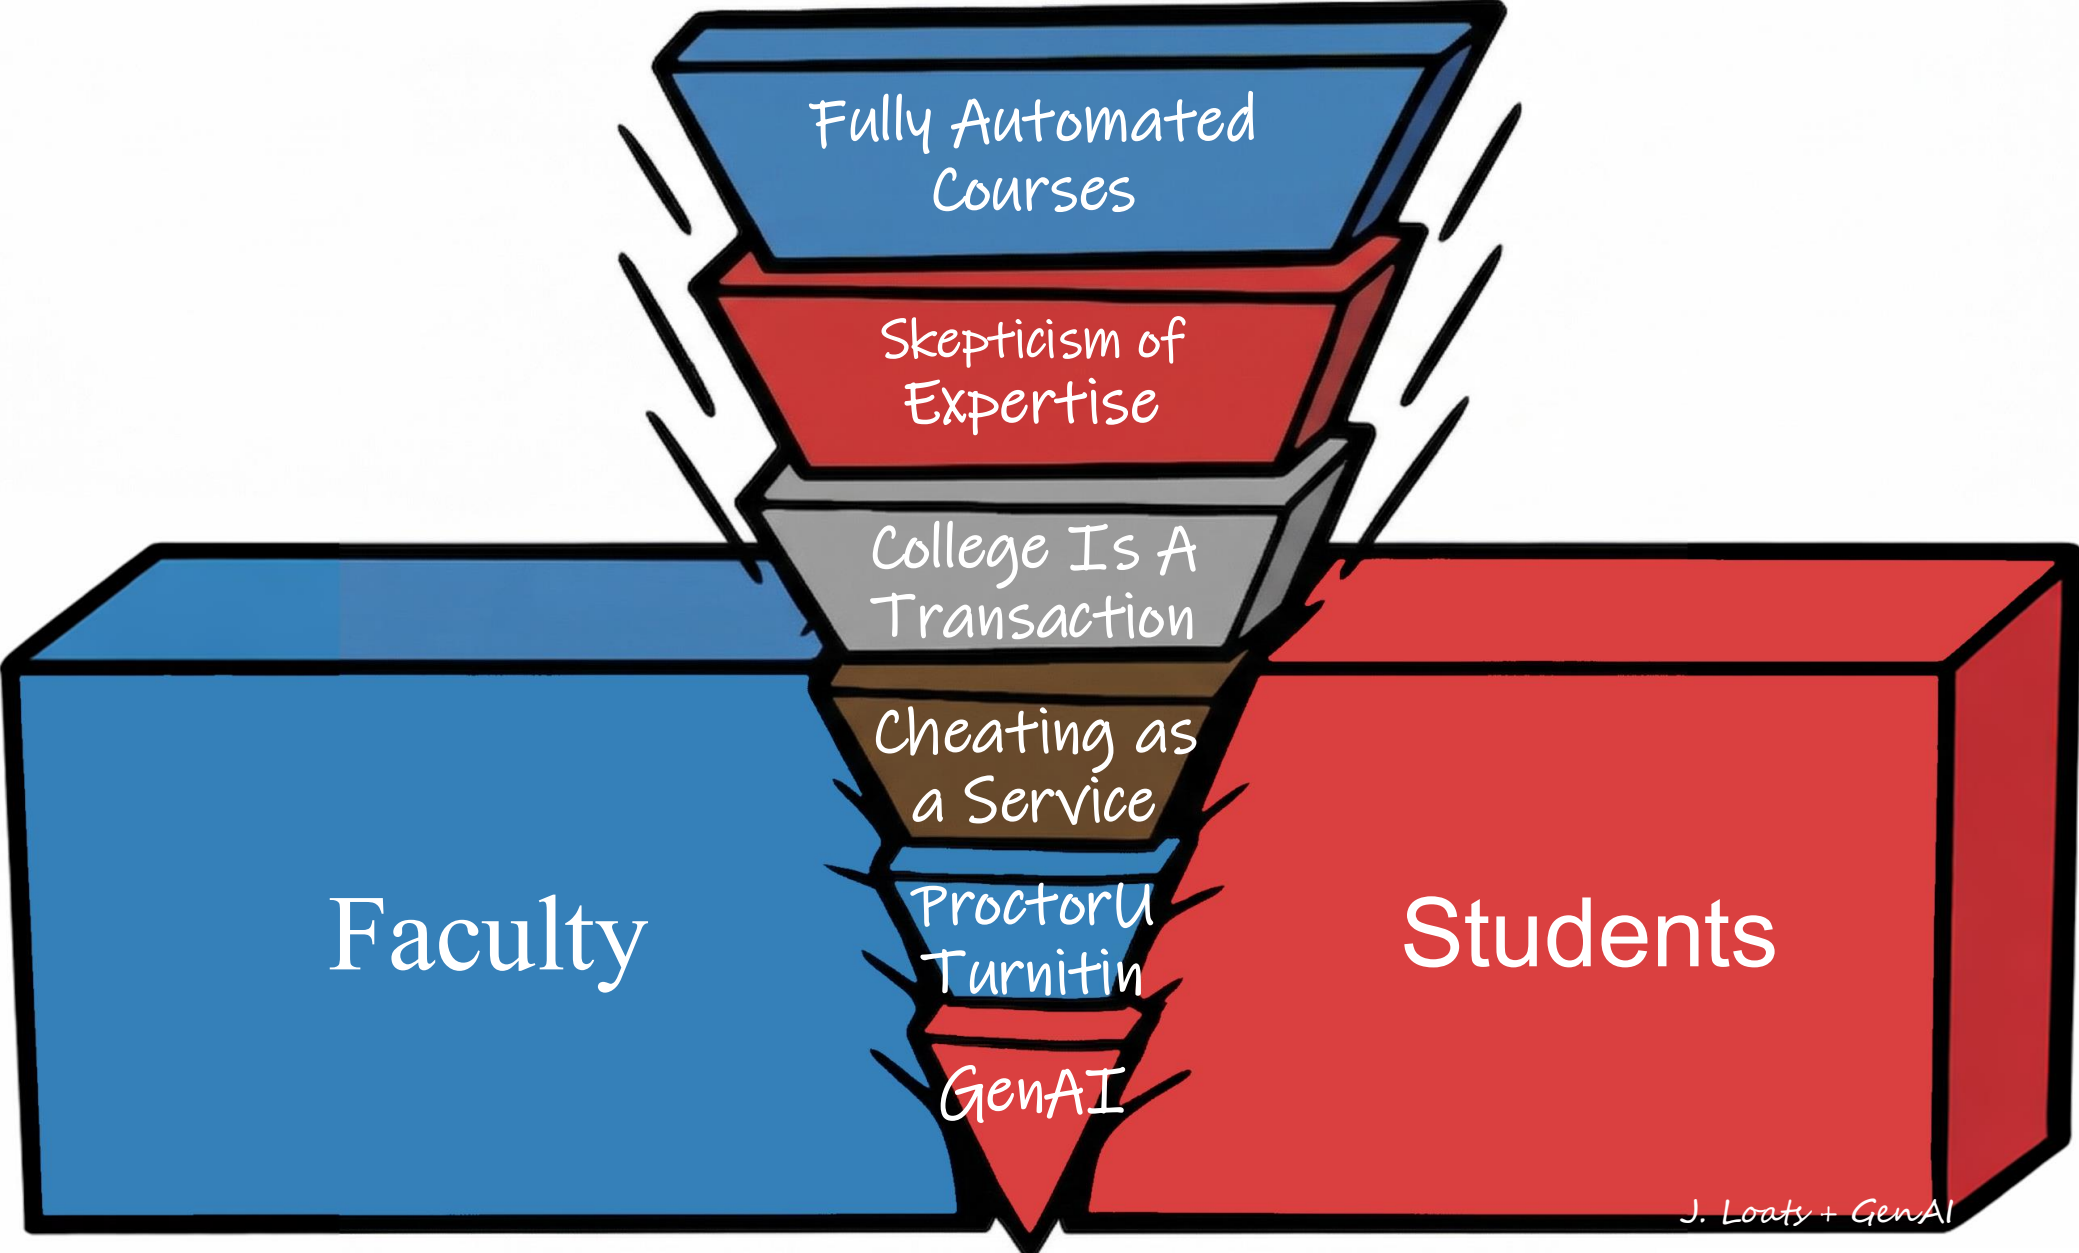 Fully Automated
Courses
Skepticism of
Expertise
College Is A
Transaction
Cheating as
a Service
ProctorU
Turnitin
GenAI
Faculty
Students
J. Loats + GenAI